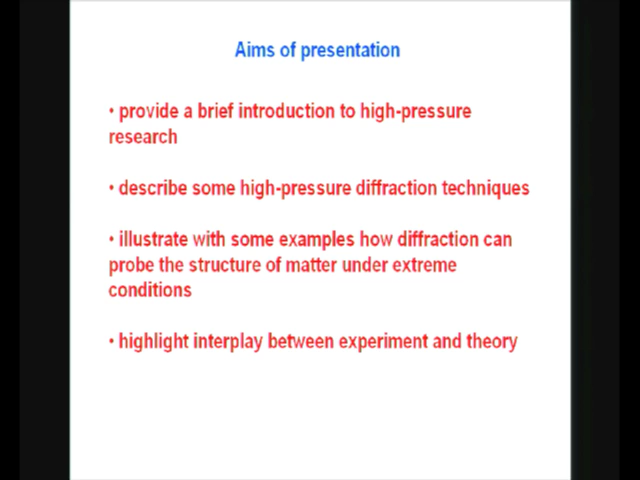 Aims of presentation
• provide a brief introduction to high-pressure
research
• describe some high-pressure diffraction techniques
• illustrate with some examples how diffraction can
probe the structure of matter under extreme
conditions
• highlight interplay between experiment and theory